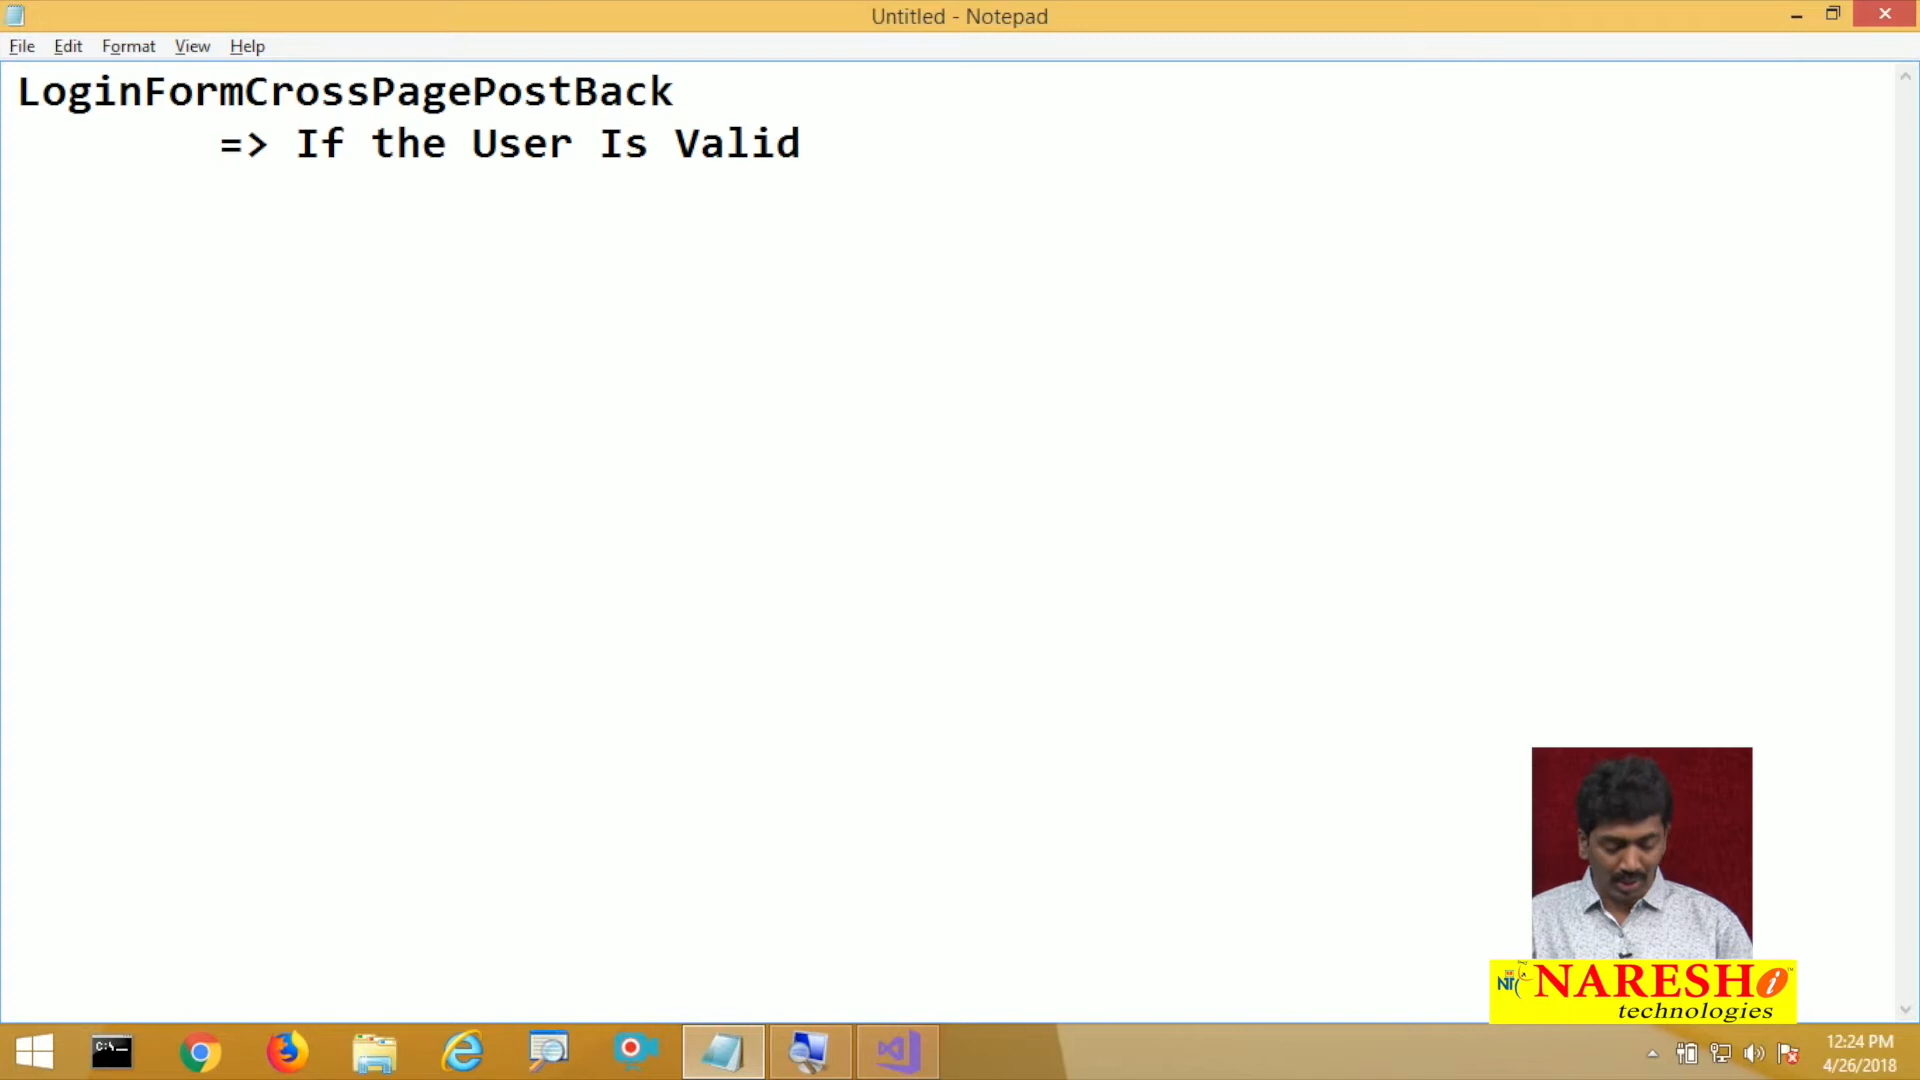 Untitled - Notepad
File Edit Format View Help
LoginFormCrossPagePostBack
=> If the User Is Valid
NARESH i
technologies
12:24 PM
4/26/2018